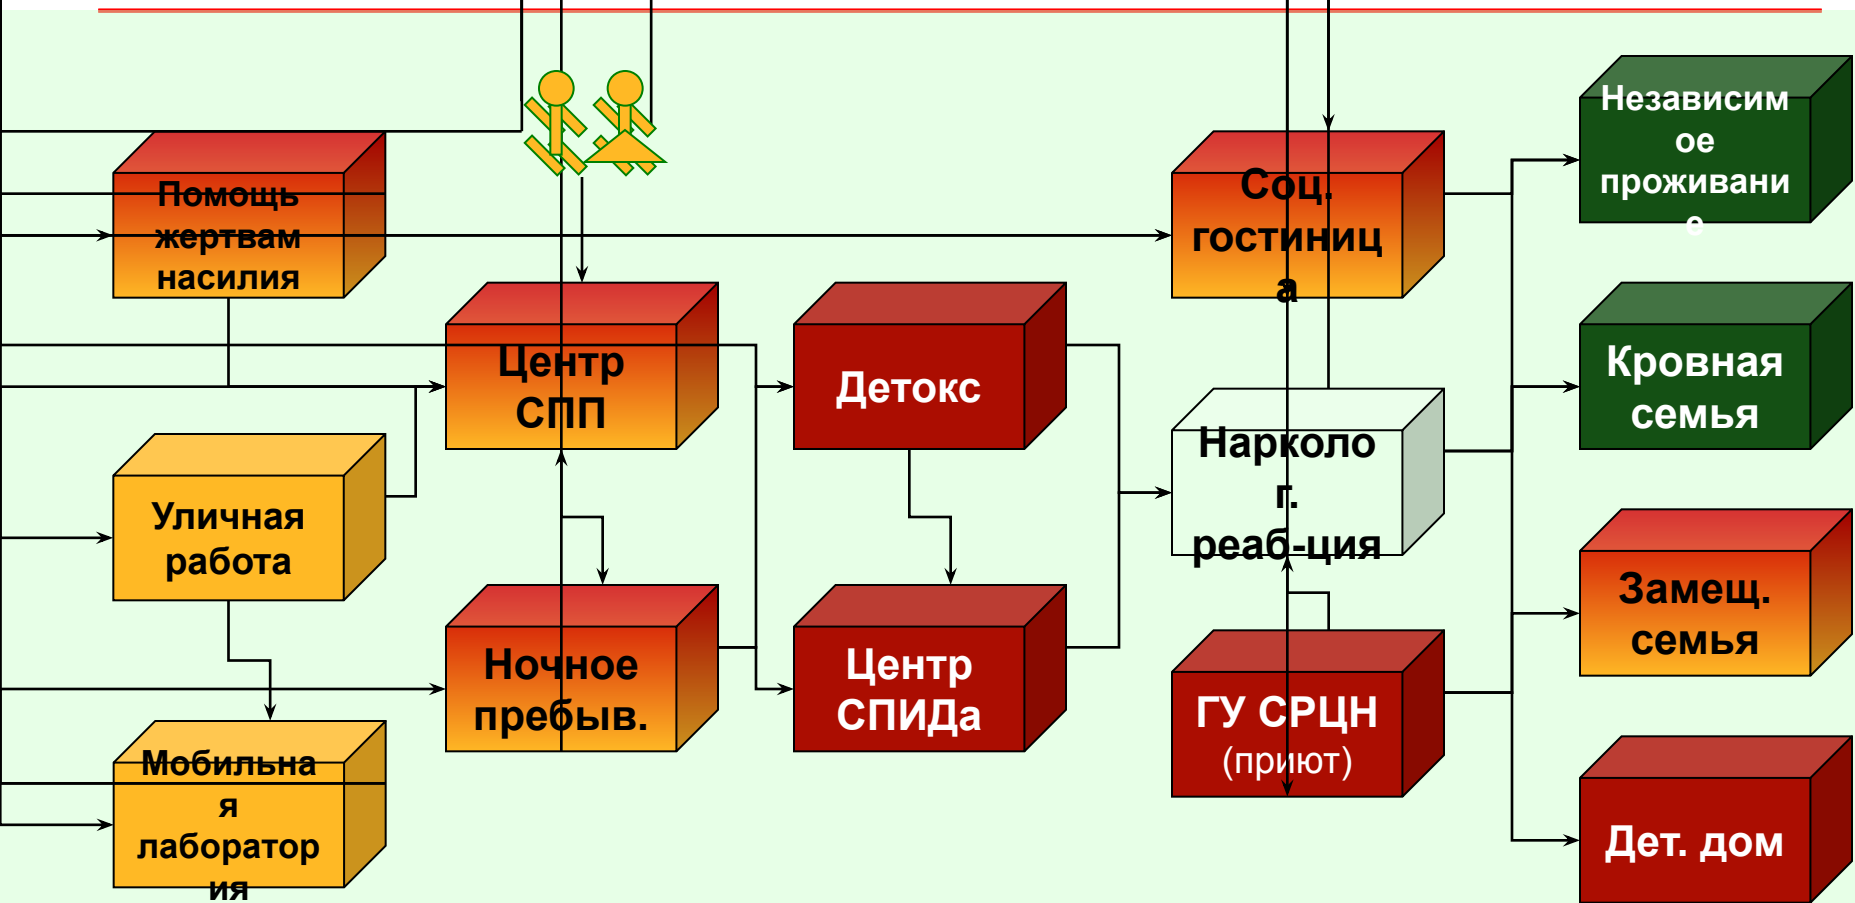 Помощь
жертвам
насилия
Уличная
работа
Мобильна
я
лаборатор
ия
Центр
СПП
Ночное
пребыв.
Детокс
Центр
СПИДа
Соц.
гостиниц
а
Нарколо
г.
реаб-ция
ГУ СРЦН
(приют)
Независим
ое
проживани
е
Кровная
семья
Замещ.
семья
Дет. дом